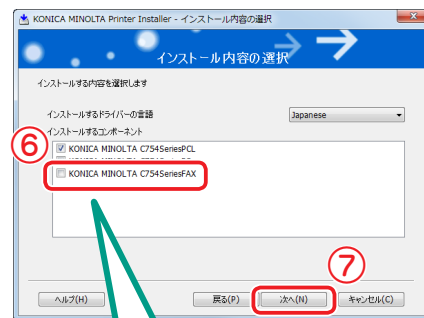 KONICA MINOLTA Printer Installer - インストール内容の選択
インストール内容の選択
インストールする内容を選択します
インストールするドライバーの言語
Japanese
インストールするコンポーネント
⑥
KONICA MINOLTA C754SeriesPCL
KONICA MINOLTA C754SeriesFAX
⑦
ヘルプ(H)
戻る(P)
次へ(N)
キャンセル(C)